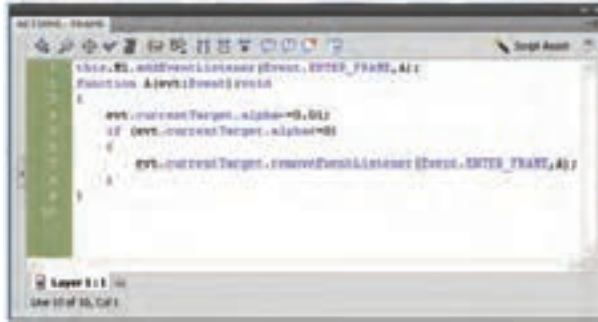 ACTIONS - FRAME
Script Assist
this.M1.addEventListener(Event.ENTER_FRAME,A);
function A(evt:Event):void
{
evt.currentTarget.alpha-=0.01;
if (evt.currentTarget.alpha<=0)
{
evt.currentTarget.removeEventListener(Event.ENTER_FRAME,A);
}
}
Layer 1 : 1
Line 10 of 10, Col 1